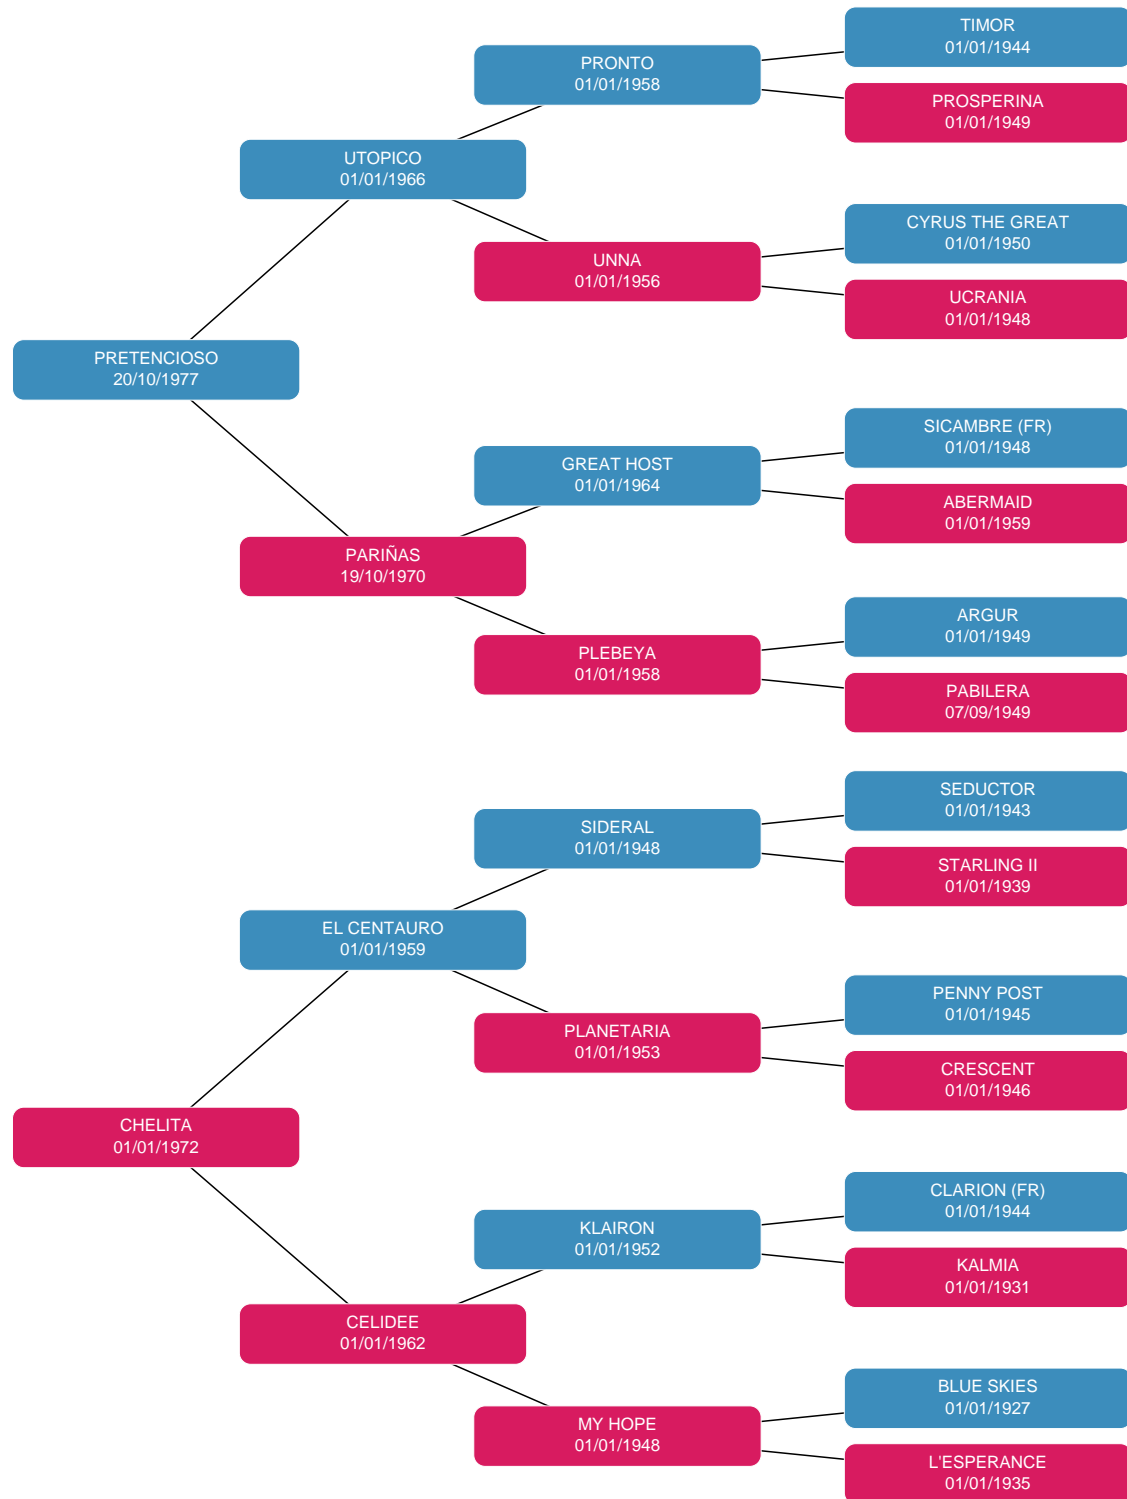 TIMOR
01/01/1944
PRONTO
01/01/1958
PROSPERINA
01/01/1949
UTOPICO
01/01/1966
CYRUS THE GREAT
01/01/1950
UNNA
01/01/1956
UCRANIA
01/01/1948
PRETENCIOSO
20/10/1977
SICAMBRE (FR)
01/01/1948
GREAT HOST
01/01/1964
ABERMAID
01/01/1959
PARIÑAS
19/10/1970
ARGUR
01/01/1949
PLEBEYA
01/01/1958
PABILERA
07/09/1949
SEDUCTOR
01/01/1943
SIDERAL
01/01/1948
STARLING II
01/01/1939
EL CENTAURO
01/01/1959
PENNY POST
01/01/1945
PLANETARIA
01/01/1953
CRESCENT
01/01/1946
CHELITA
01/01/1972
CLARION (FR)
01/01/1944
KLAIRON
01/01/1952
KALMIA
01/01/1931
CELIDEE
01/01/1962
BLUE SKIES
01/01/1927
MY HOPE
01/01/1948
L'ESPERANCE
01/01/1935